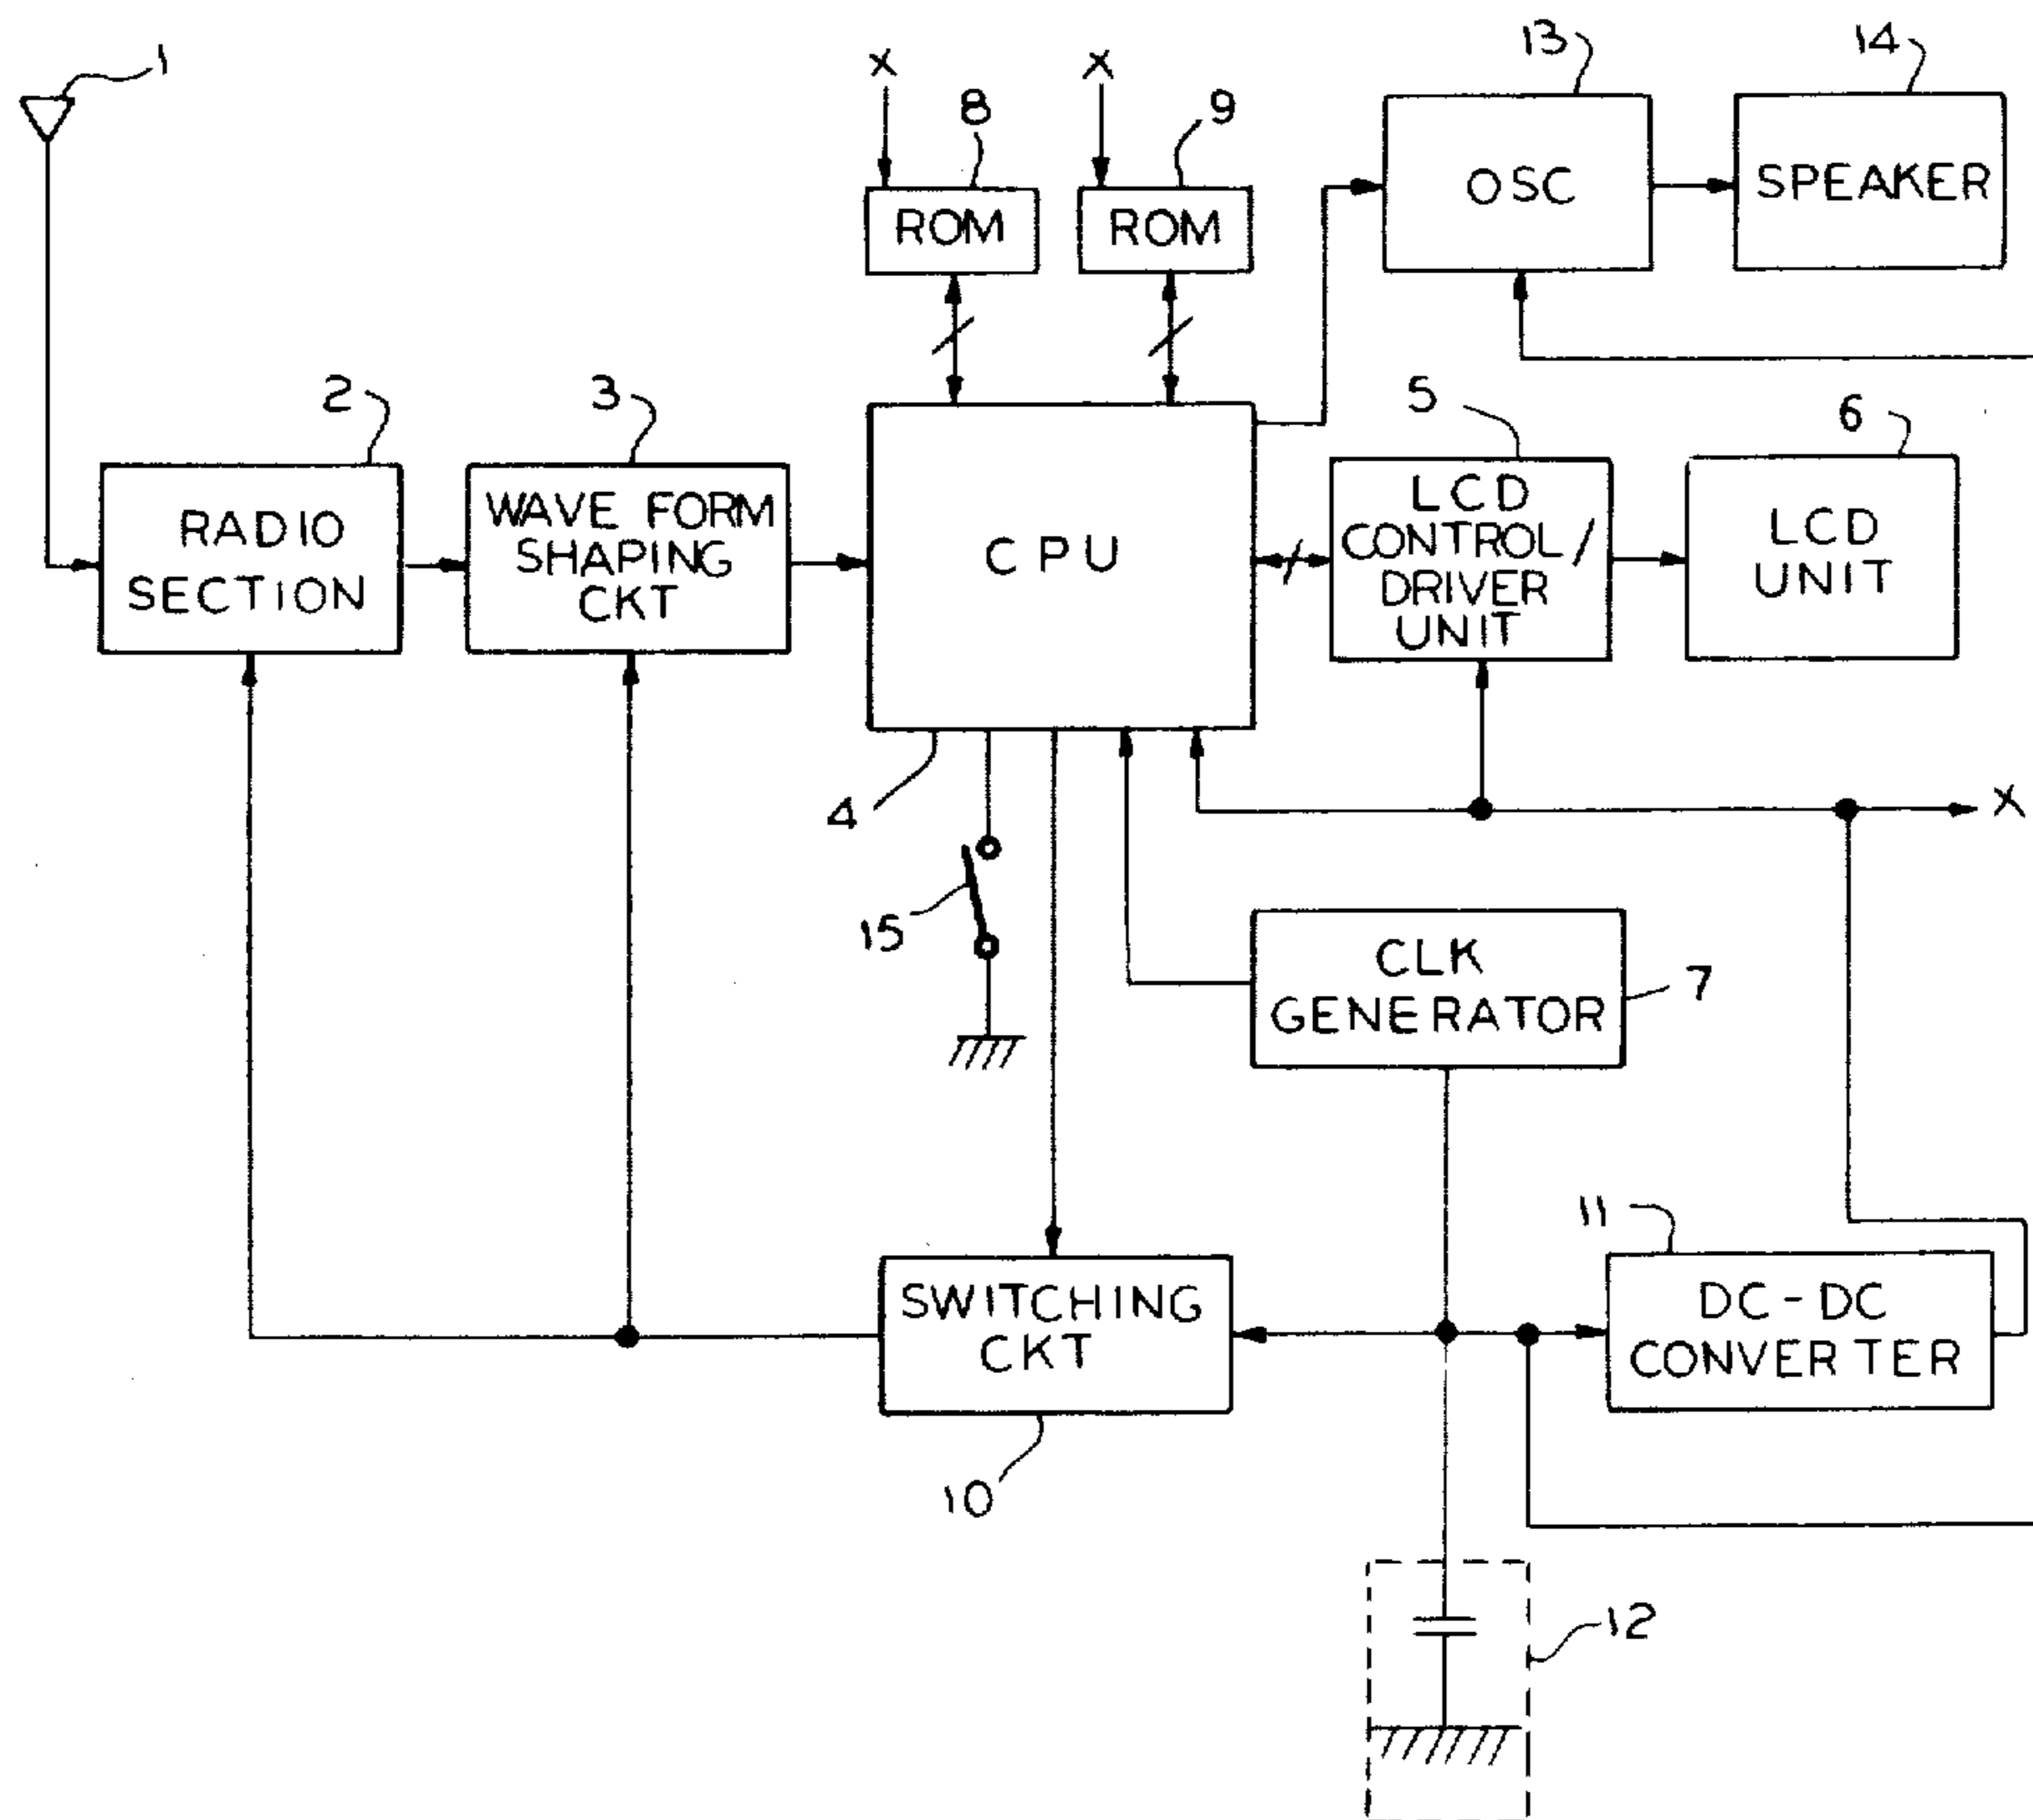 1
X
X
8
9
13
14
ROM
ROM
OSC
SPEAKER
2
3
5
6
RADIO
SECTION
WAVE FORM
SHAPING
CKT
CPU
LCD
CONTROL/
DRIVER
UNIT
LCD
UNIT
4
X
15
CLK
GENERATOR
7
11
SWITCHING
CKT
DC-DC
CONVERTER
10
12